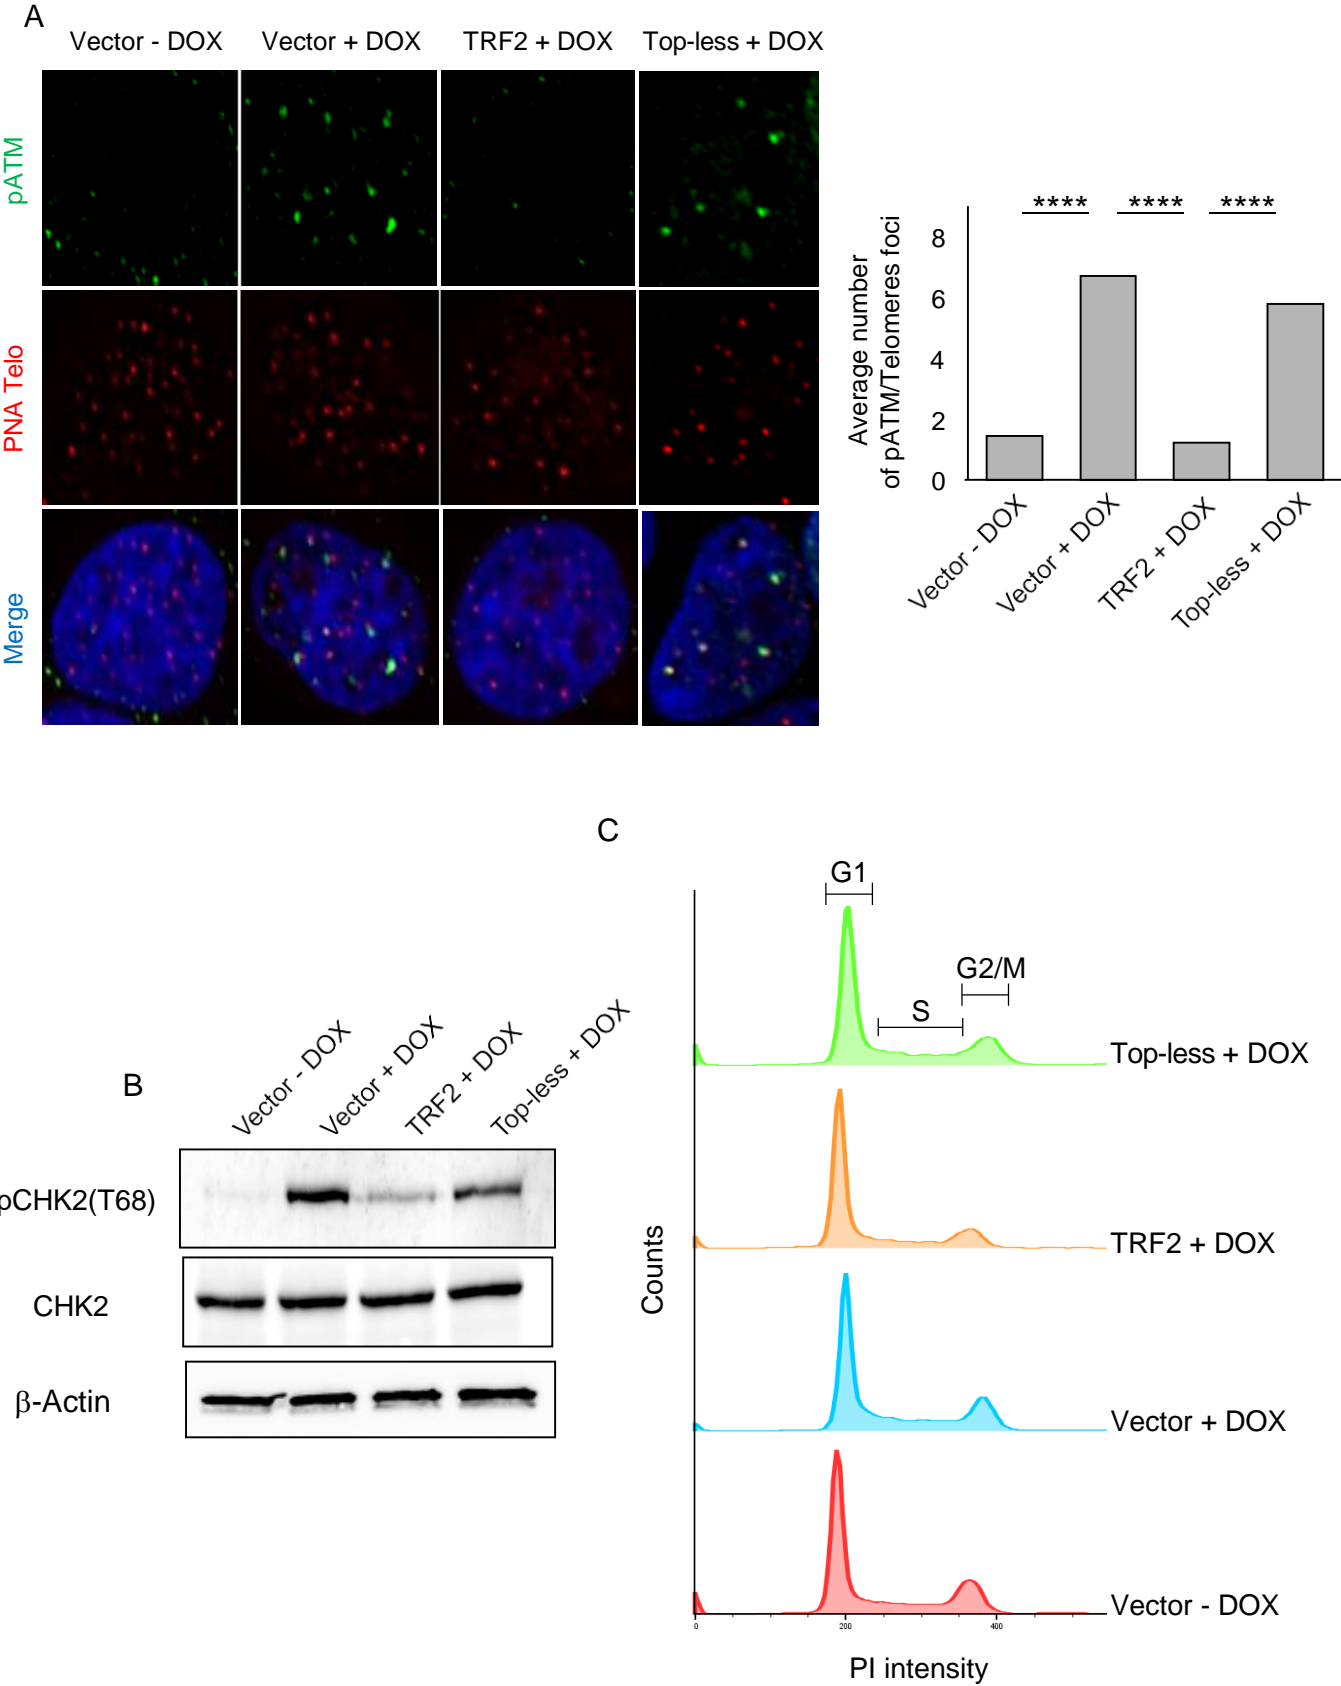 A
Vector - DOX
Vector + DOX
TRF2 + DOX
Top-less + DOX
pATM
PNA Telo
Merge
Average number
of pATM/Telomeres foci
8
6
4
2
0
****
****
****
Vector - DOX
Vector + DOX
TRF2 + DOX
Top-less + DOX
B
Vector - DOX
Vector + DOX
TRF2 + DOX
Top-less + DOX
pCHK2(T68)
CHK2
β-Actin
C
G1
S
G2/M
Top-less + DOX
TRF2 + DOX
Vector + DOX
Vector - DOX
Counts
0
200
400
PI intensity